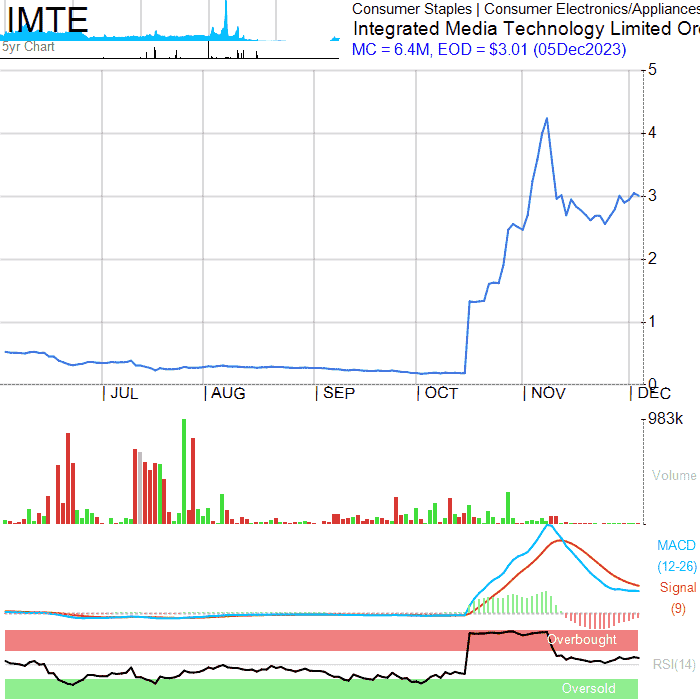 IMTE
5yr Chart
Consumer Staples | Consumer Electronics/Appliances
Integrated Media Technology Limited Or
MC = 6.4M, EOD = $3.01 (05Dec2023)
5
4
3
2
1
0
| JUL | AUG | SEP | OCT | NOV | DEC
983k
Volume
MACD
(12-26)
Signal
(9)
Overbought
RSI(14)
Oversold